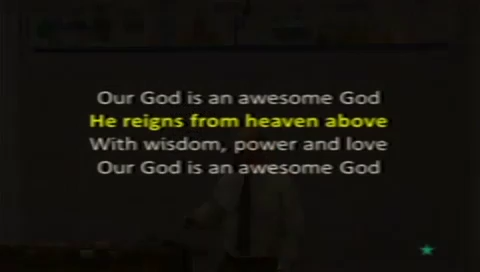 Our God is an awesome God
He reigns from heaven above
With wisdom, power and love
Our God is an awesome God